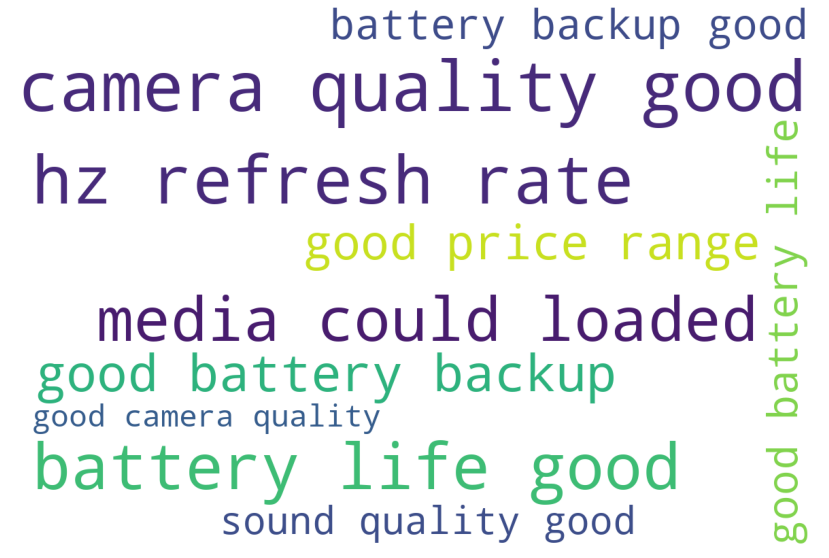 battery backup good
camera quality good
hz refresh rate
good price range
media could loaded
good battery backup
good camera quality
battery life good
sound quality good
good battery life